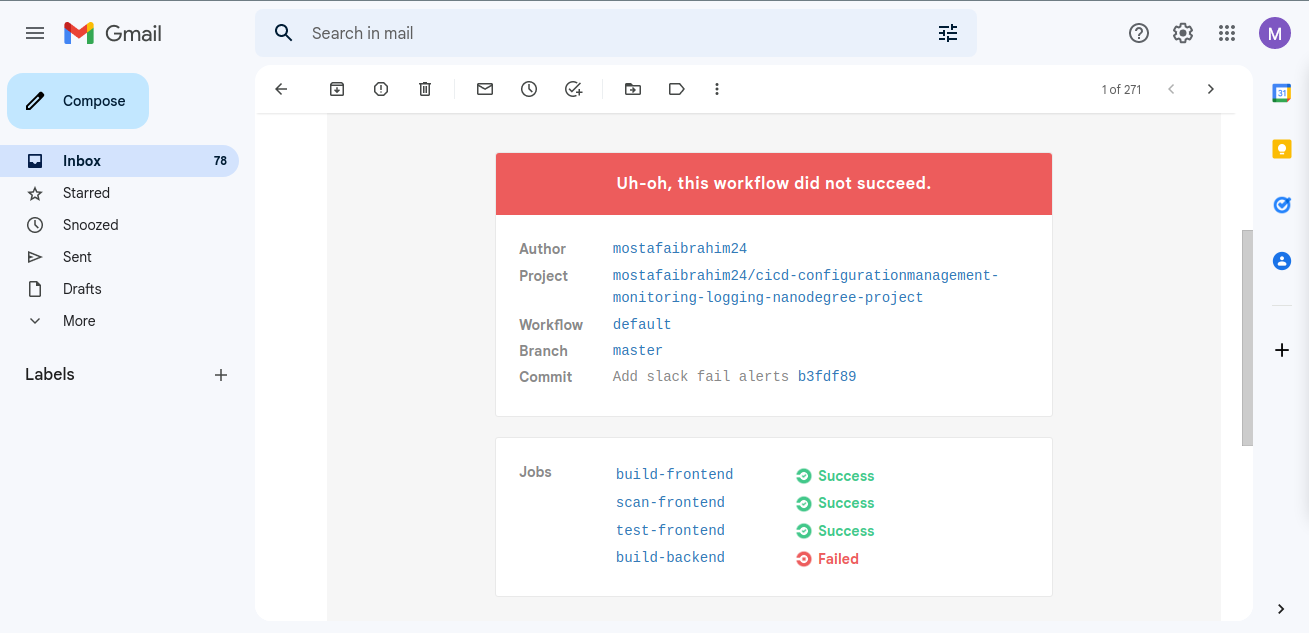 Gmail
Search in mail
M
Compose
1 of 271
31
Inbox 78
Starred
Snoozed
Sent
Drafts
More
Labels
Uh-oh, this workflow did not succeed.
Author mostafaibrahim24
Project mostafaibrahim24/cicd-configurationmanagement-
monitoring-logging-nanodegree-project
Workflow default
Branch master
Commit Add slack fail alerts b3fdf89
Jobs build-frontend Success
scan-frontend Success
test-frontend Success
build-backend Failed